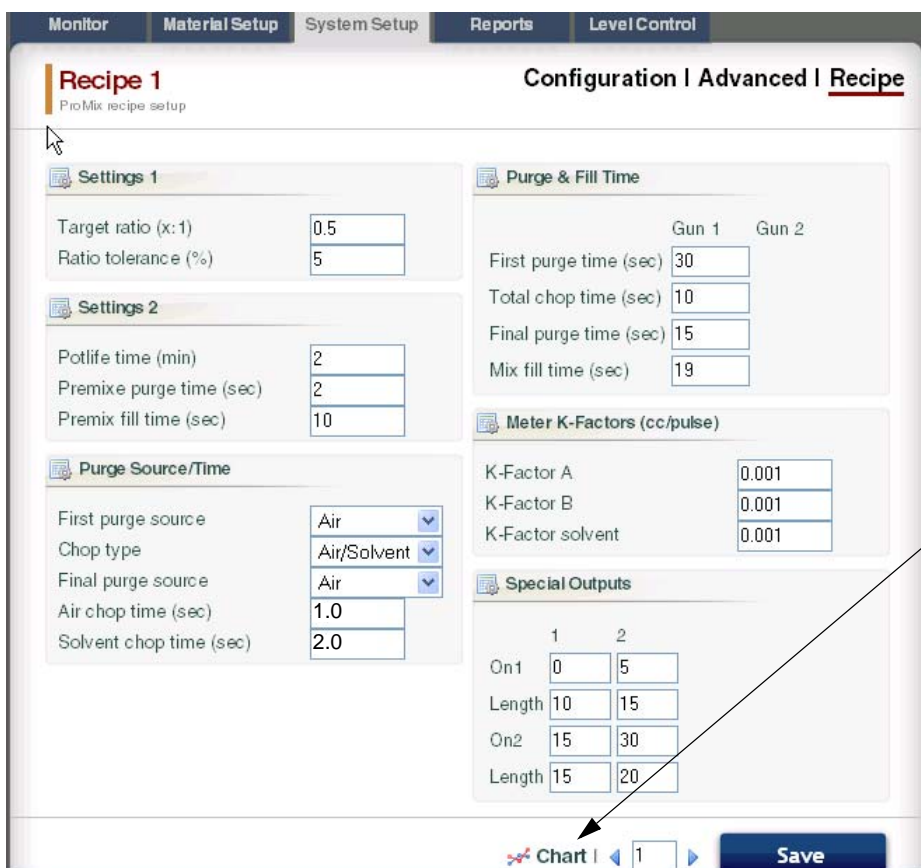 Monitor Material Setup System Setup Reports Level Control
Recipe 1
ProMix recipe setup
Configuration | Advanced | Recipe
Settings 1
Target ratio (x:1) 0.5
Ratio tolerance (%) 5
Settings 2
Potlife time (min) 2
Premixe purge time (sec) 2
Premix fill time (sec) 10
Purge Source/Time
First purge source Air
Chop type Air/Solvent
Final purge source Air
Air chop time (sec) 1.0
Solvent chop time (sec) 2.0
Purge & Fill Time
Gun 1 Gun 2
First purge time (sec) 30
Total chop time (sec) 10
Final purge time (sec) 15
Mix fill time (sec) 19
Meter K-Factors (cc/pulse)
K-Factor A 0.001
K-Factor B 0.001
K-Factor solvent 0.001
Special Outputs
1 2
On1 0 5
Length 10 15
On2 15 30
Length 15 20
Chart | 1 Save